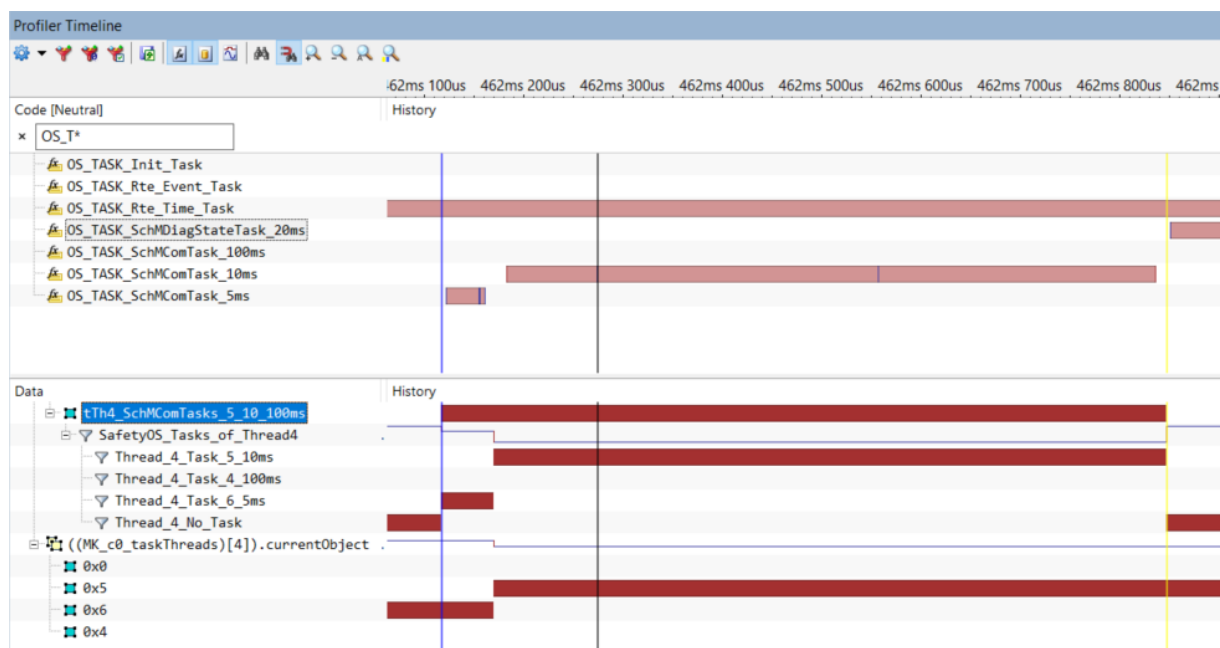 Profiler Timeline
462ms 100us 462ms 200us 462ms 300us 462ms 400us 462ms 500us 462ms 600us 462ms 700us 462ms 800us 462ms
Code [Neutral] History
× OS_T*
OS_TASK_Init_Task
OS_TASK_Rte_Event_Task
OS_TASK_Rte_Time_Task
OS_TASK_SchMDiagStateTask_20ms
OS_TASK_SchMComTask_100ms
OS_TASK_SchMComTask_10ms
OS_TASK_SchMComTask_5ms
Data History
tTh4_SchMComTasks_5_10_100ms
SafetyOS_Tasks_of_Thread4 .
Thread_4_Task_5_10ms
Thread_4_Task_4_100ms
Thread_4_Task_6_5ms
Thread_4_No_Task
((MK_c0_taskThreads)[4]).currentObject .
0x0
0x5
0x6
0x4